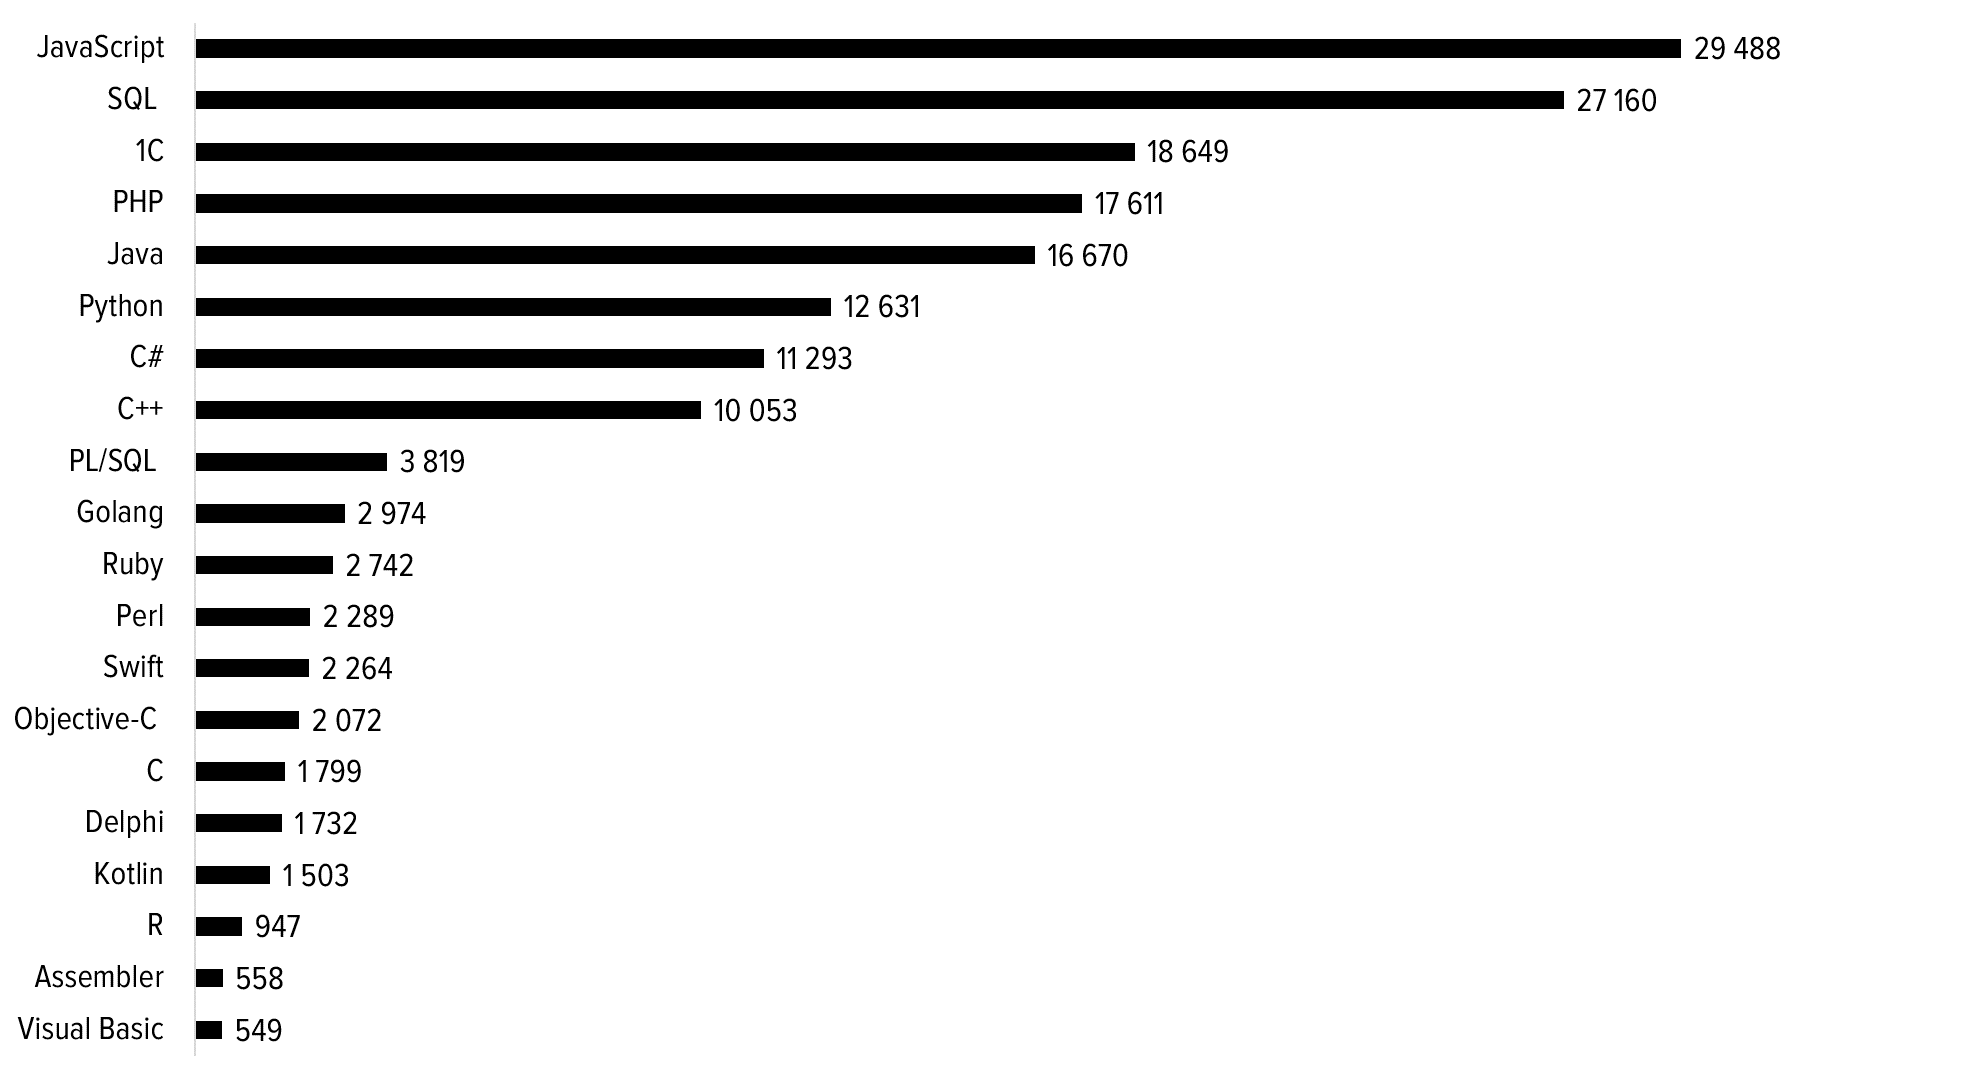 JavaScript 29 488
SQL 27 160
1C 18 649
PHP 17 611
Java 16 670
Python 12 631
C# 11 293
C++ 10 053
PL/SQL 3 819
Golang 2 974
Ruby 2 742
Perl 2 289
Swift 2 264
Objective-C 2 072
C 1 799
Delphi 1 732
Kotlin 1 503
R 947
Assembler 558
Visual Basic 549